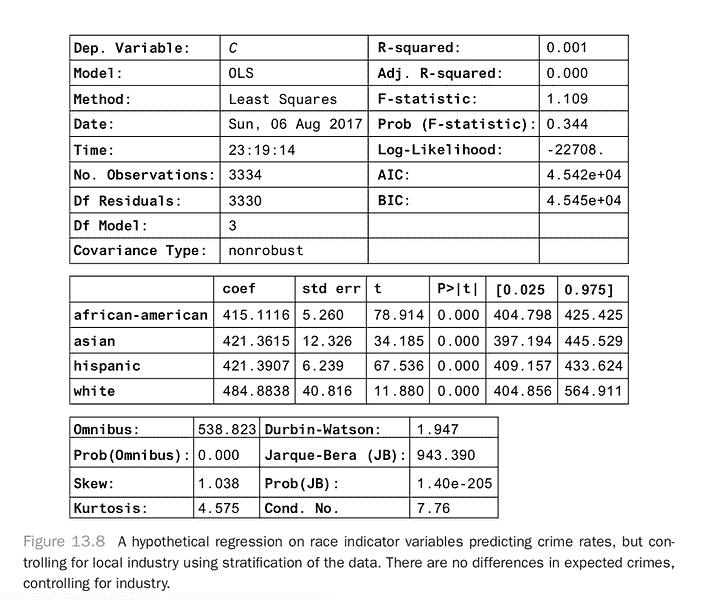 Dep. Variable: C R-squared: 0.001
Model: OLS Adj. R-squared: 0.000
Method: Least Squares F-statistic: 1.109
Date: Sun, 06 Aug 2017 Prob (F-statistic): 0.344
Time: 23:19:14 Log-Likelihood: -22708.
No. Observations: 3334 AIC: 4.542e+04
Df Residuals: 3330 BIC: 4.545e+04
Df Model: 3
Covariance Type: nonrobust
coef std err t P>|t| [0.025 0.975]
african-american 415.1116 5.260 78.914 0.000 404.798 425.425
asian 421.3615 12.326 34.185 0.000 397.194 445.529
hispanic 421.3907 6.239 67.536 0.000 409.157 433.624
white 484.8838 40.816 11.880 0.000 404.856 564.911
Omnibus: 538.823 Durbin-Watson: 1.947
Prob(Omnibus): 0.000 Jarque-Bera (JB): 943.390
Skew: 1.038 Prob(JB): 1.40e-205
Kurtosis: 4.575 Cond. No. 7.76
Figure 13.8 A hypothetical regression on race indicator variables predicting crime rates, but con-
trolling for local industry using stratification of the data. There are no differences in expected crimes,
controlling for industry.